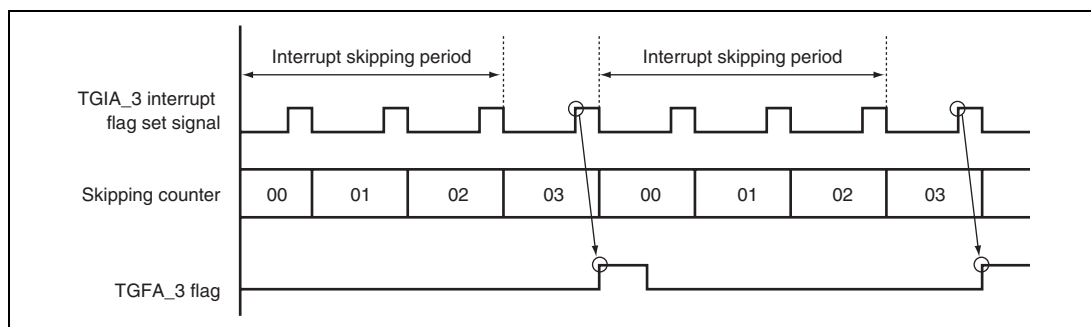 Interrupt skipping period
Interrupt skipping period
TGIA_3 interrupt
flag set signal
Skipping counter
00
01
02
03
00
01
02
03
TGFA_3 flag